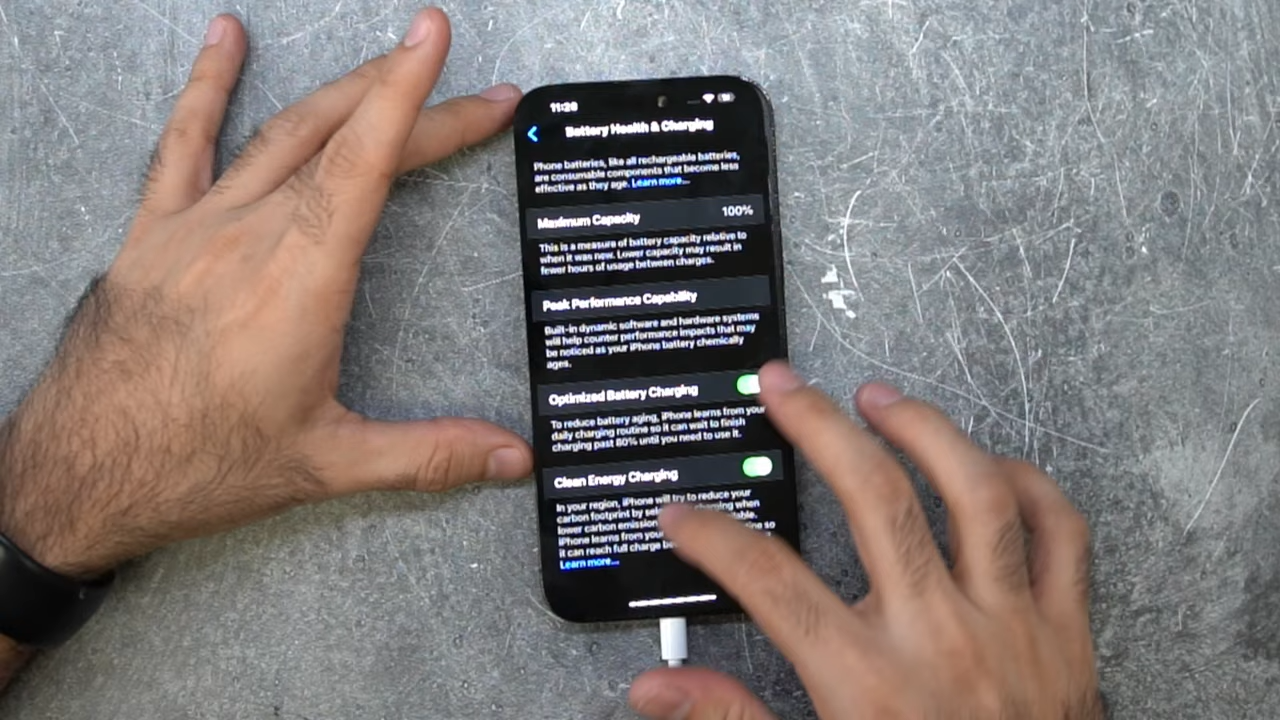 11:26
Battery Health & Charging
Phone batteries, like all rechargeable batteries,
are consumable components that become less
effective as they age. Learn more...
Maximum Capacity 100%
This is a measure of battery capacity relative to
when it was new. Lower capacity may result in
fewer hours of usage between charges.
Peak Performance Capability
Built-in dynamic software and hardware systems
will help counter performance impacts that may
be noticed as your iPhone battery chemically
ages.
Optimized Battery Charging
To reduce battery aging, iPhone learns from your
daily charging routine so it can wait to finish
charging past 80% until you need to use it.
Clean Energy Charging
In your region, iPhone will try to reduce your
carbon footprint by charging when
lower carbon emission
iPhone learns from your so
it can reach full charge
Learn more...